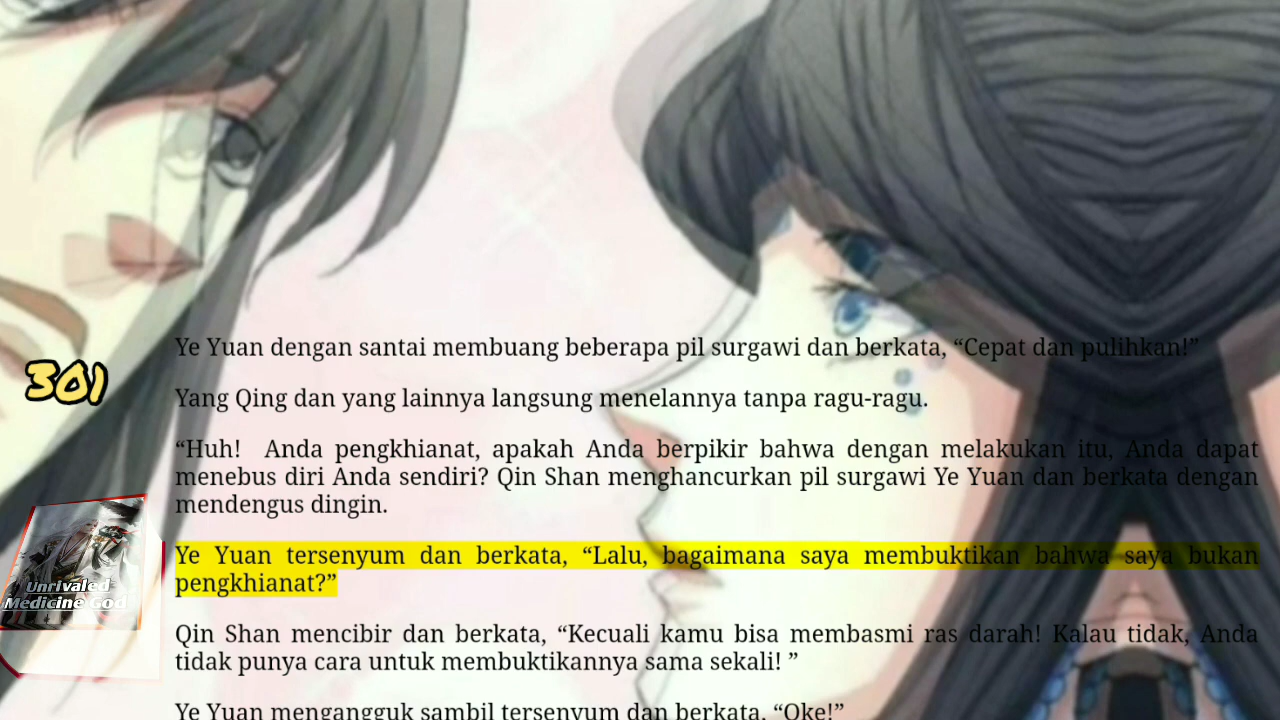 Ye Yuan dengan santai membuang beberapa pil surgawi dan berkata, “Cepat dan pulihkan!”
Yang Qing dan yang lainnya langsung menelannya tanpa ragu-ragu.
“Huh!  Anda pengkhianat, apakah Anda berpikir bahwa dengan melakukan itu, Anda dapat
menebus diri Anda sendiri? Qin Shan menghancurkan pil surgawi Ye Yuan dan berkata dengan
mendengus dingin.
Ye Yuan tersenyum dan berkata, “Lalu, bagaimana saya membuktikan bahwa saya bukan
pengkhianat?”
Qin Shan mencibir dan berkata, “Kecuali kamu bisa membasmi ras darah! Kalau tidak, Anda
tidak punya cara untuk membuktikannya sama sekali! ”
Ye Yuan mengangguk sambil tersenyum dan berkata, “Oke!”
301
Unrivaled
Medicine God